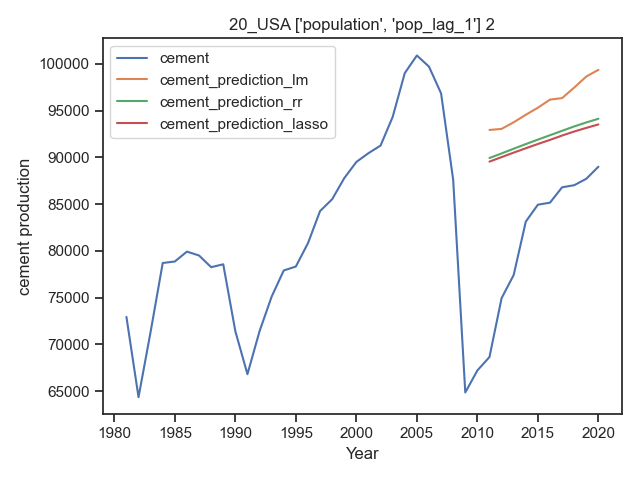 20_USA ['population', 'pop_lag_1'] 2
cement
cement_prediction_lm
cement_prediction_rr
cement_prediction_lasso
cement production
100000
95000
90000
85000
80000
75000
70000
65000
1980 1985 1990 1995 2000 2005 2010 2015 2020
Year